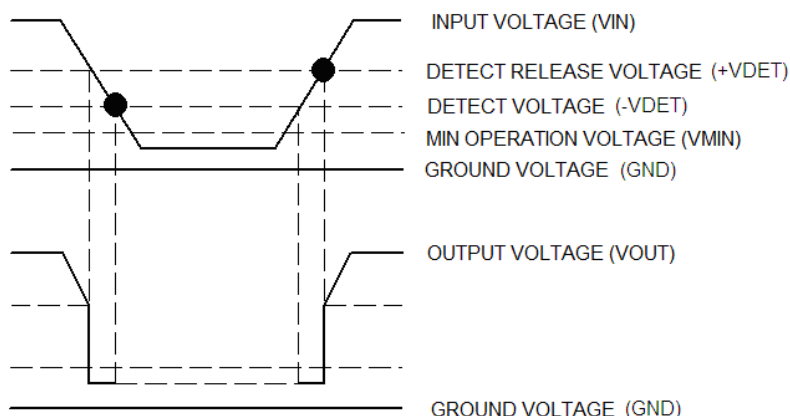 INPUT VOLTAGE (VIN)
DETECT RELEASE VOLTAGE (+VDET)
DETECT VOLTAGE (-VDET)
MIN OPERATION VOLTAGE (VMIN)
GROUND VOLTAGE (GND)
OUTPUT VOLTAGE (VOUT)
GROUND VOLTAGE (GND)